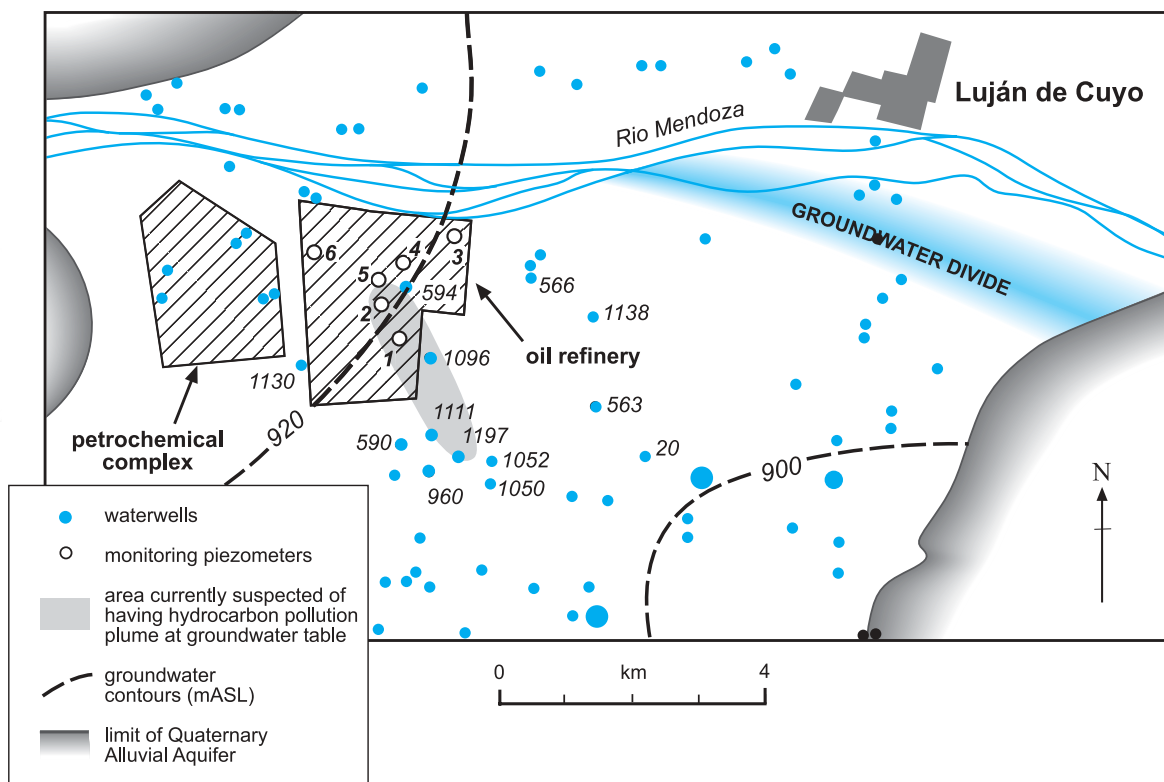 Luján de Cuyo
Rio Mendoza
GROUNDWATER DIVIDE
6
4
3
5
594
2
1
566
1138
oil refinery
1096
1130
petrochemical
complex
920
563
1111
590
1197
20
1052
960
1050
900
N
waterwells
monitoring piezometers
area currently suspected of
having hydrocarbon pollution
plume at groundwater table
groundwater
contours (mASL)
limit of Quaternary
Alluvial Aquifer
0
km
4